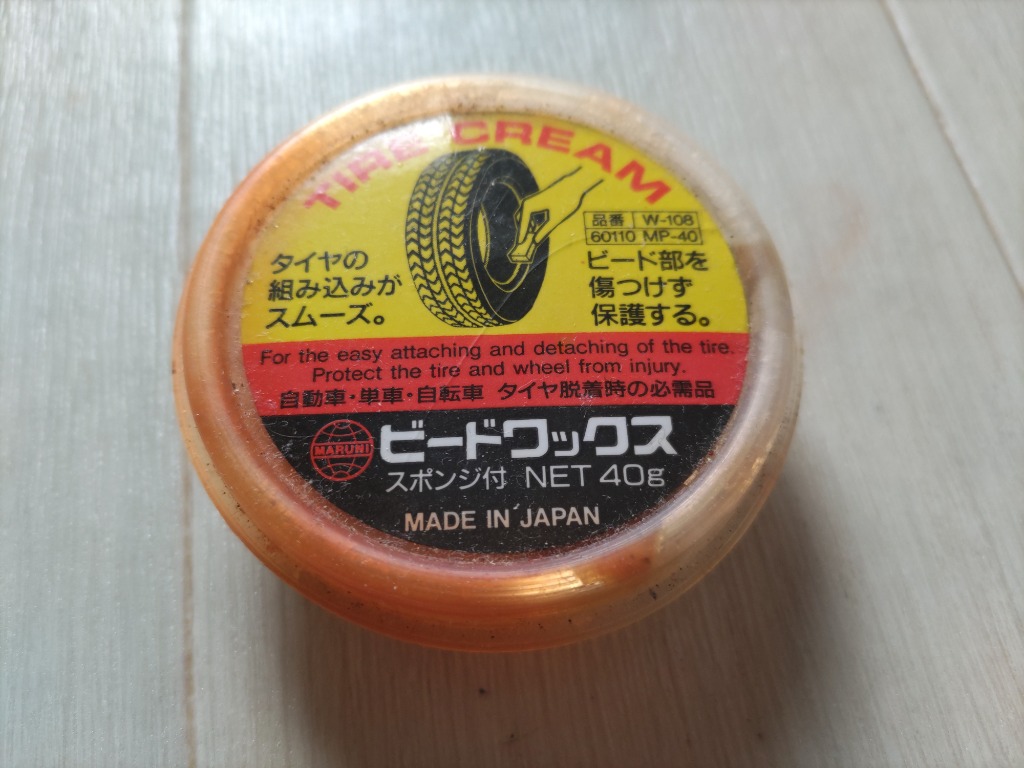 TIRE CREAM
品番 W-108
60110 MP-40
タイヤの
組み込みが
スムーズ。
ビード部を
傷つけず
保護する。
For the easy attaching and detaching of the tire.
Protect the tire and wheel from injury.
自動車・単車・自転車 タイヤ脱着時の必需品
MARUNI
ビードワックス
スポンジ付 NET 40g
MADE IN JAPAN